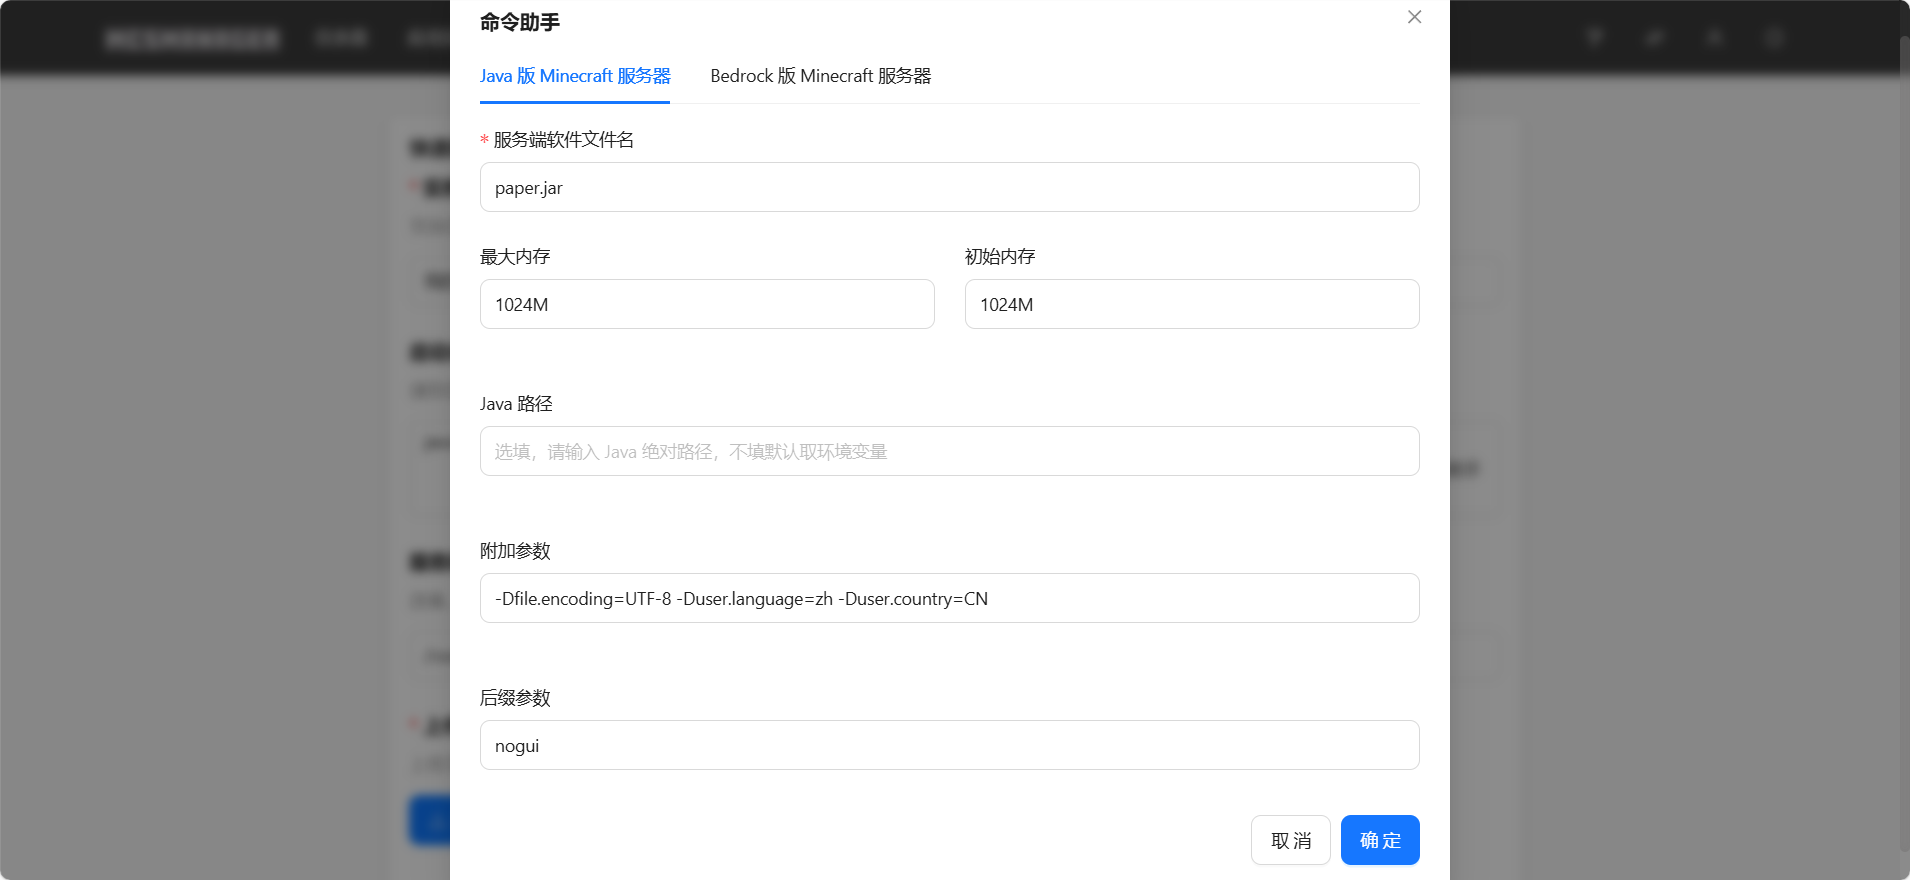 命令助手
Java 版 Minecraft 服务器
Bedrock 版 Minecraft 服务器
* 服务端软件文件名
paper.jar
最大内存
初始内存
1024M
1024M
Java 路径
选填，请输入 Java 绝对路径，不填默认取环境变量
附加参数
-Dfile.encoding=UTF-8 -Duser.language=zh -Duser.country=CN
后缀参数
nogui
取 消
确 定